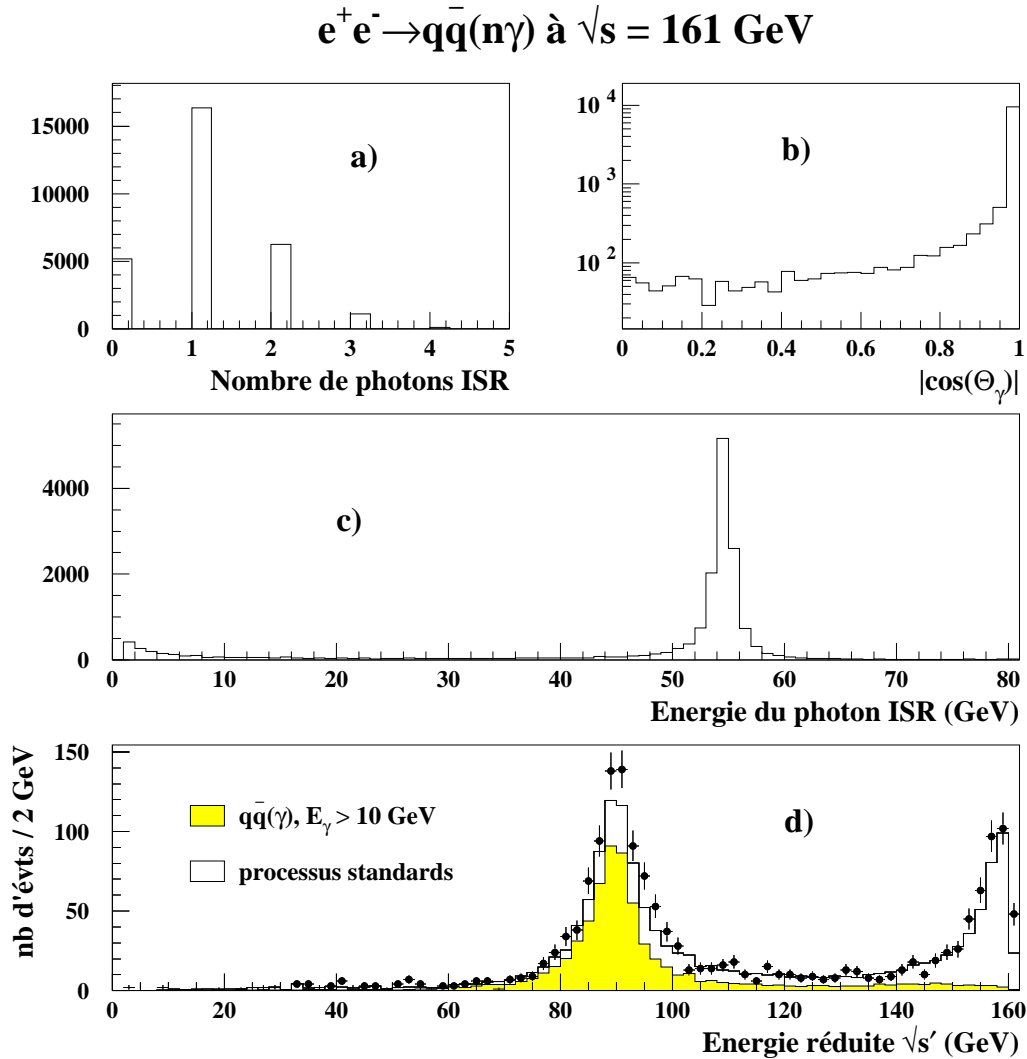 e⁺e⁻→qq̄(nγ) à √s = 161 GeV
15000
10000
5000
0
a)
0 1 2 3 4 5
Nombre de photons ISR
10⁴
10³
10²
b)
0 0.2 0.4 0.6 0.8 1
|cos(Θγ)|
4000
2000
0
c)
0 10 20 30 40 50 60 70 80
Energie du photon ISR (GeV)
nb d'évts / 2 GeV
150
100
50
0
qq̄(γ), Eγ > 10 GeV
processus standards
d)
0 20 40 60 80 100 120 140 160
Energie réduite √s′ (GeV)